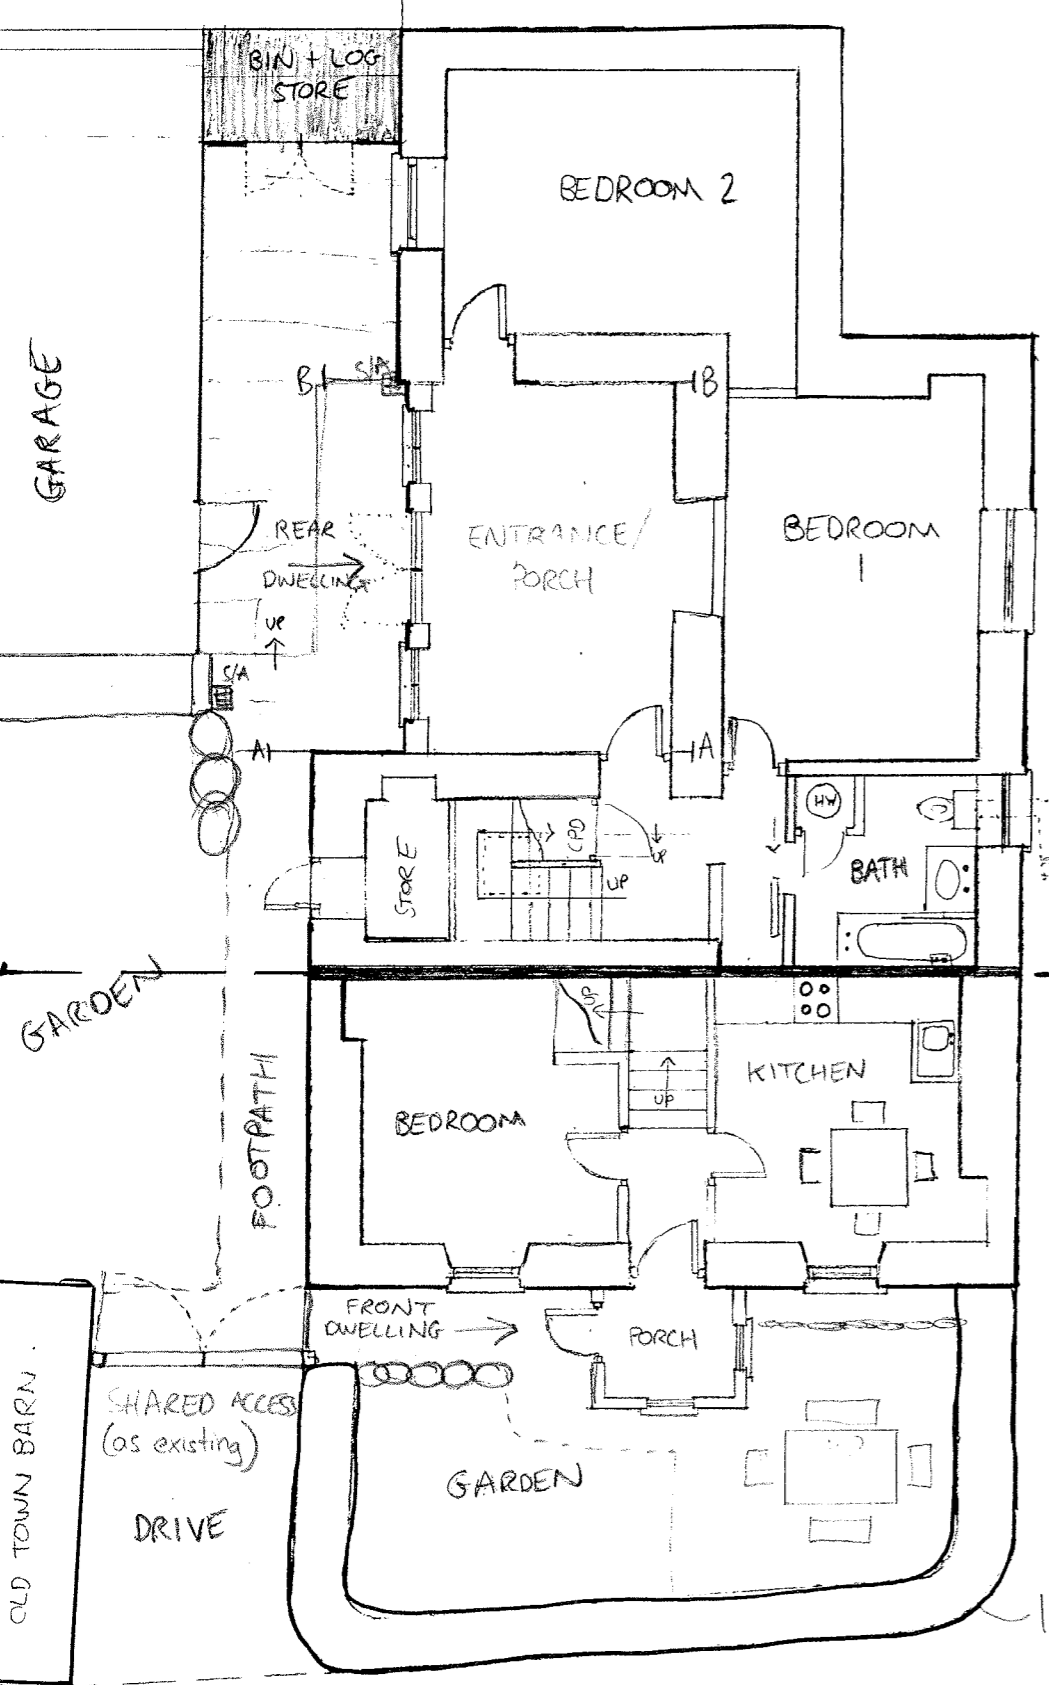 BIN + LOG
STORE
BEDROOM 2
GARAGE
B
S/A
B
REAR
DWELLING
ENTRANCE/
PORCH
BEDROOM
1
UP
S/A
A
A
STORE
CPD
UP
UP
HW
BATH
GARDEN
FOOTPATH
BEDROOM
UP
KITCHEN
FRONT
DWELLING
PORCH
SHARED ACCESS
(as existing)
DRIVE
GARDEN
OLD TOWN BARN.